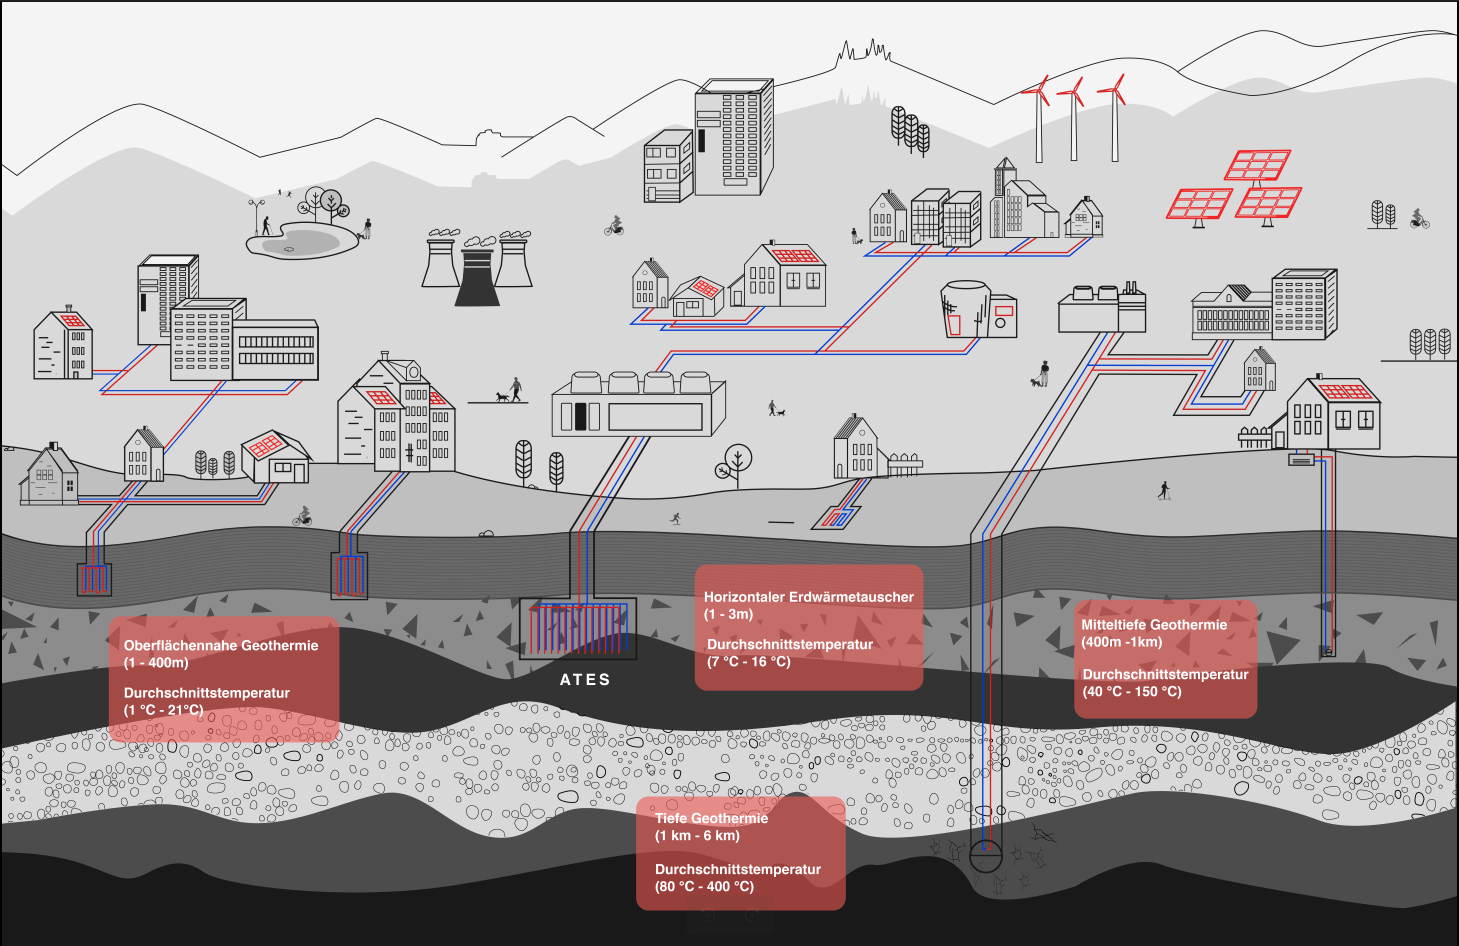 Oberflächennahe Geothermie
(1 - 400m)
Durchschnittstemperatur
(1 °C - 21°C)
ATES
Horizontaler Erdwärmetauscher
(1 - 3m)
Durchschnittstemperatur
(7 °C - 16 °C)
Mitteltiefe Geothermie
(400m -1km)
Durchschnittstemperatur
(40 °C - 150 °C)
Tiefe Geothermie
(1 km - 6 km)
Durchschnittstemperatur
(80 °C - 400 °C)